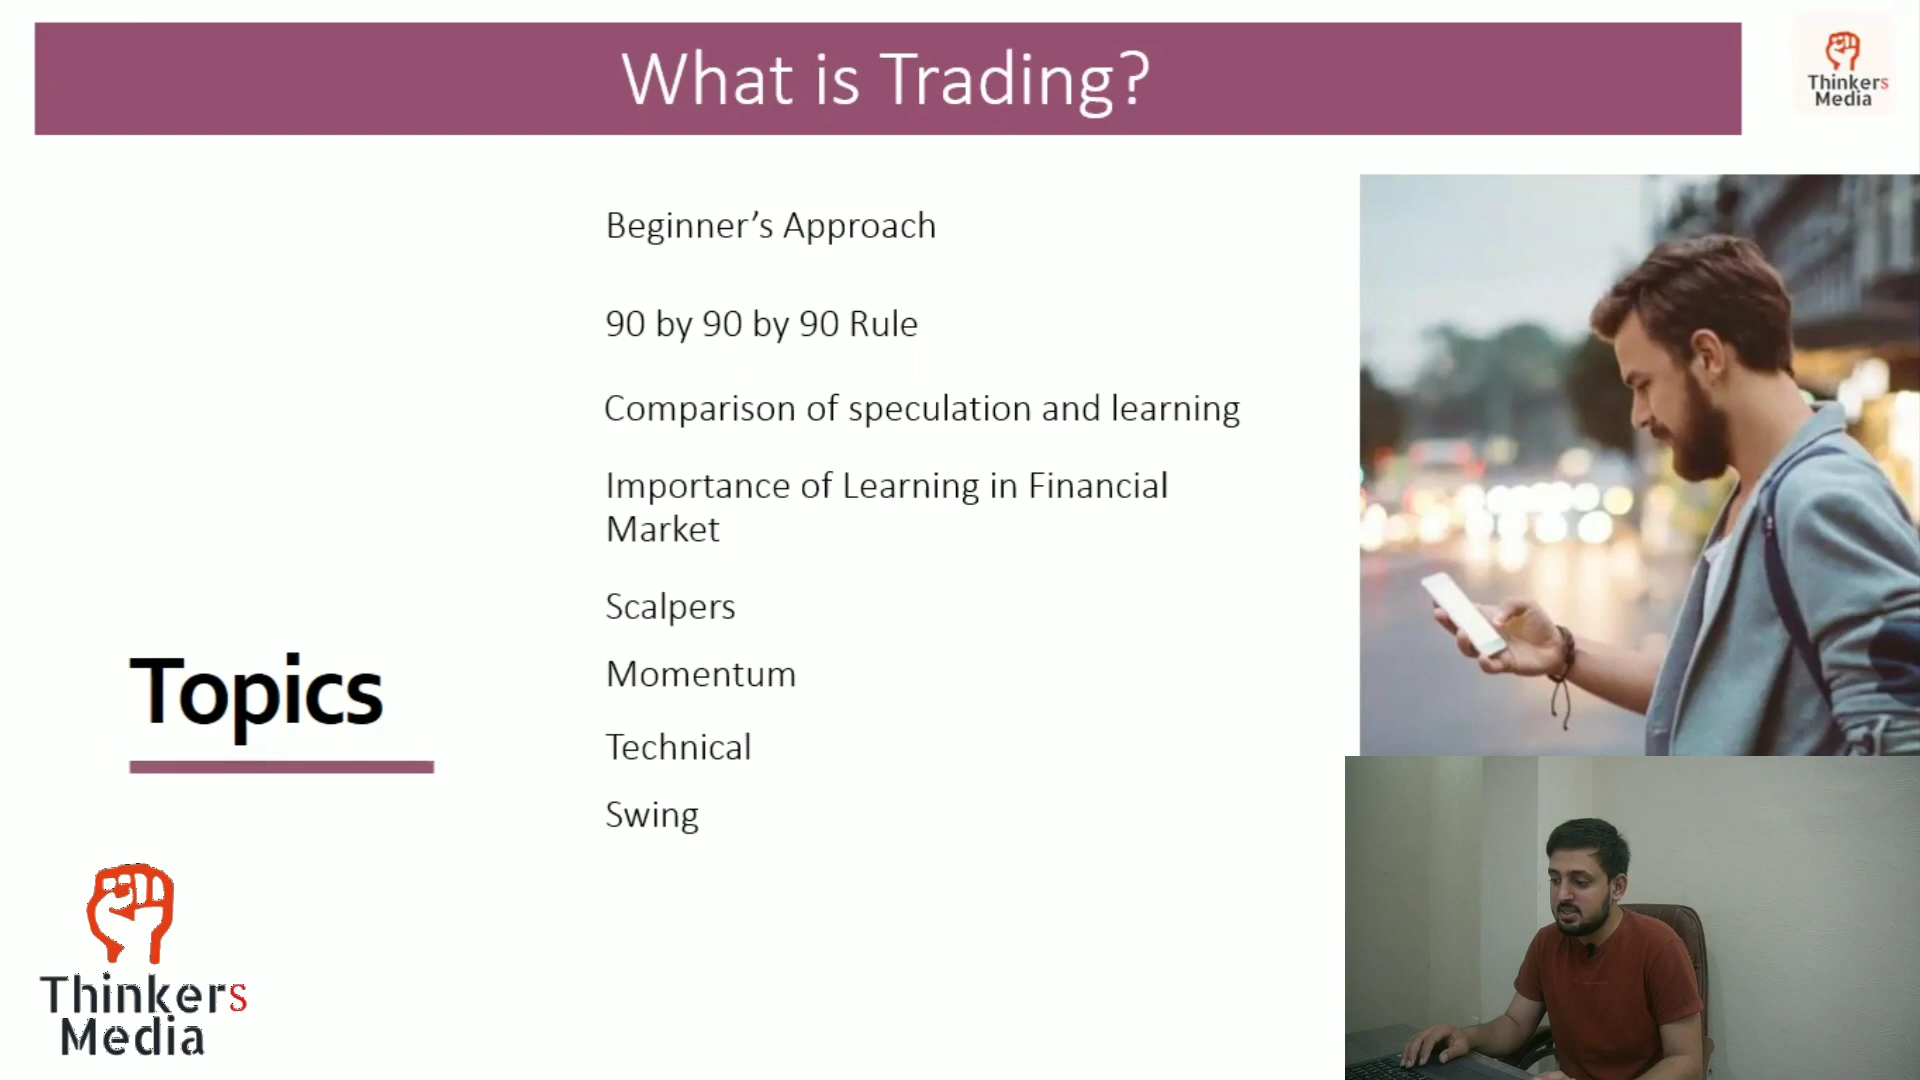 What is Trading?
Thinkers
Media
Beginner’s Approach
90 by 90 by 90 Rule
Comparison of speculation and learning
Importance of Learning in Financial
Market
Scalpers
Momentum
Technical
Swing
Topics
Thinkers
Media